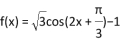 f(x) = √3cos(2x + π/3)−1